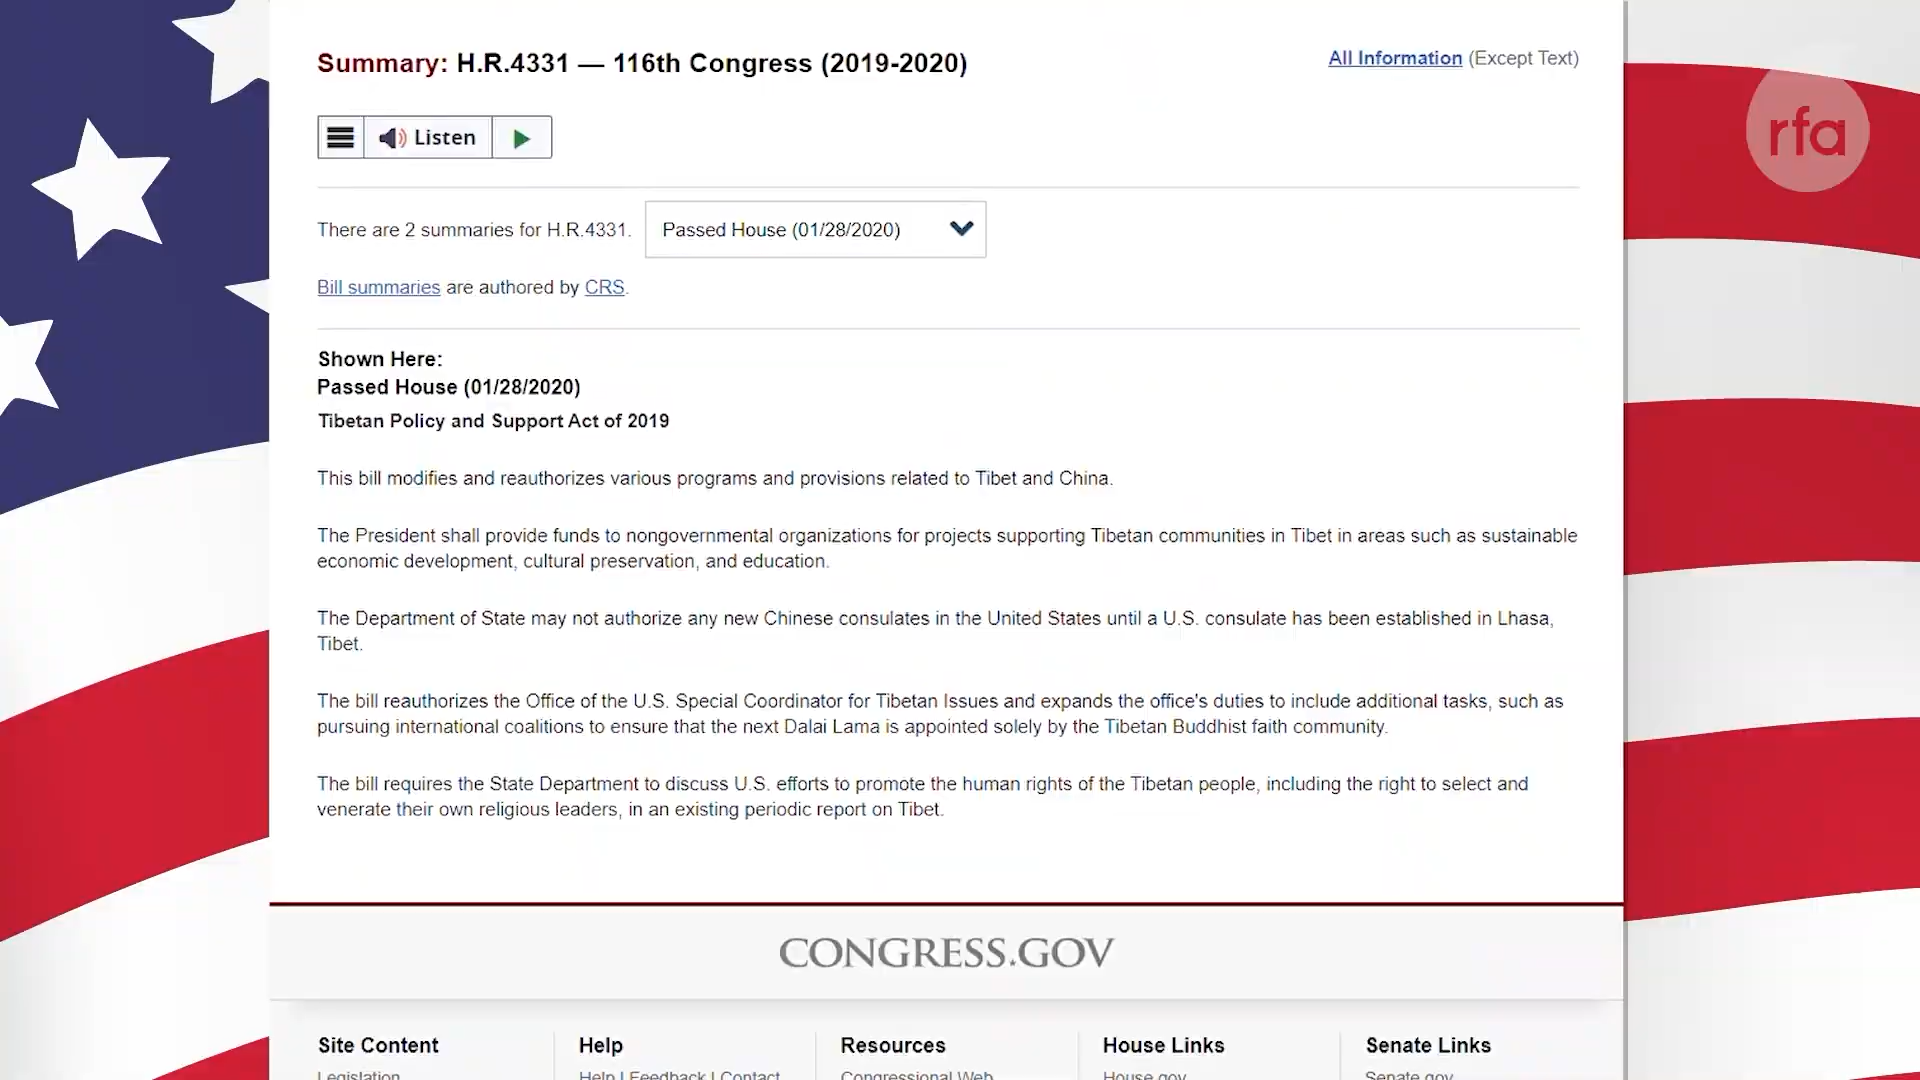 Summary: H.R.4331 — 116th Congress (2019-2020)
All Information (Except Text)
rfa
Listen
There are 2 summaries for H.R.4331.
Passed House (01/28/2020)
Bill summaries are authored by CRS.
Shown Here:
Passed House (01/28/2020)
Tibetan Policy and Support Act of 2019
This bill modifies and reauthorizes various programs and provisions related to Tibet and China.
The President shall provide funds to nongovernmental organizations for projects supporting Tibetan communities in Tibet in areas such as sustainable
economic development, cultural preservation, and education.
The Department of State may not authorize any new Chinese consulates in the United States until a U.S. consulate has been established in Lhasa,
Tibet.
The bill reauthorizes the Office of the U.S. Special Coordinator for Tibetan Issues and expands the office's duties to include additional tasks, such as
pursuing international coalitions to ensure that the next Dalai Lama is appointed solely by the Tibetan Buddhist faith community.
The bill requires the State Department to discuss U.S. efforts to promote the human rights of the Tibetan people, including the right to select and
venerate their own religious leaders, in an existing periodic report on Tibet.
CONGRESS.GOV
Site Content
Help
Resources
House Links
Senate Links
Legislation
Help | Feedback | Contact
Congressional Web
House.gov
Senate.gov